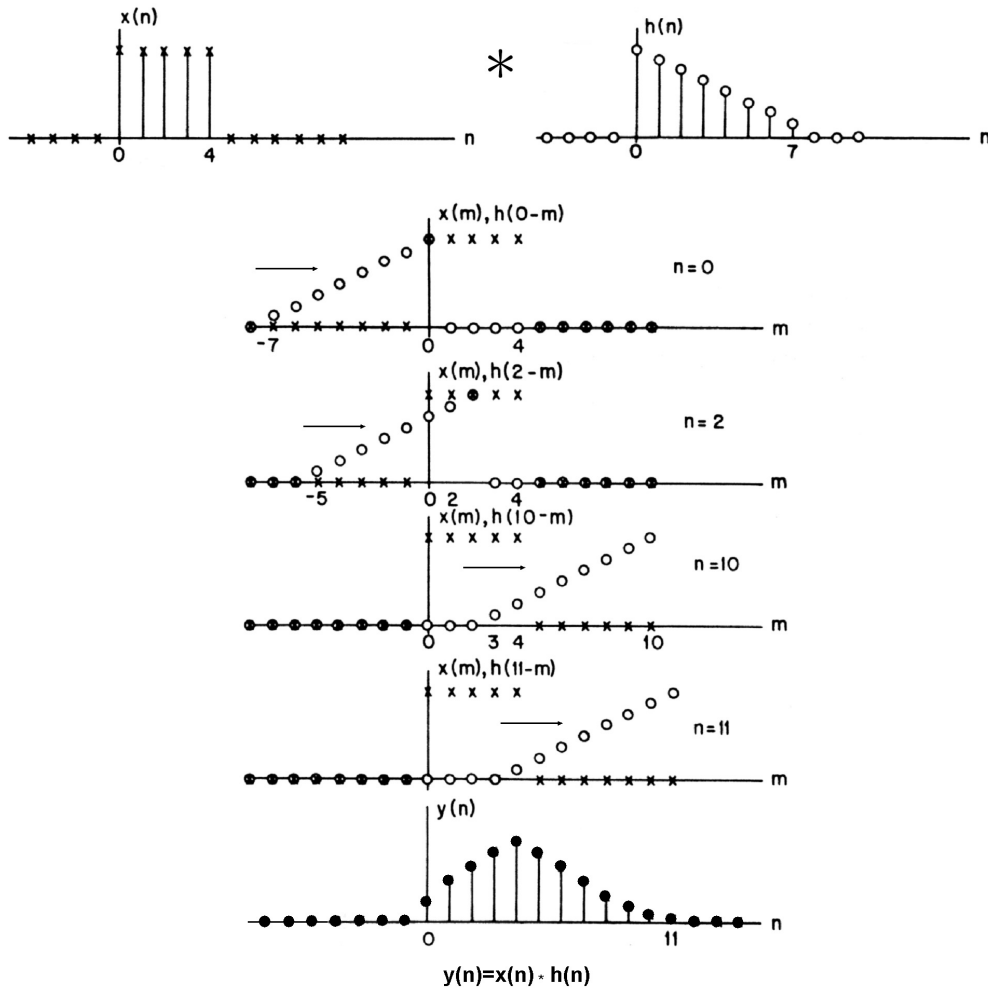 x(n)
0 4 n
*
h(n)
0 7 n
x(m), h(0-m)
n=0
-7 0 4 m
x(m), h(2-m)
n=2
-5 0 2 4 m
x(m), h(10-m)
n=10
0 3 4 10 m
x(m), h(11-m)
n=11
m
y(n)
0 11 n
y(n)=x(n) * h(n)